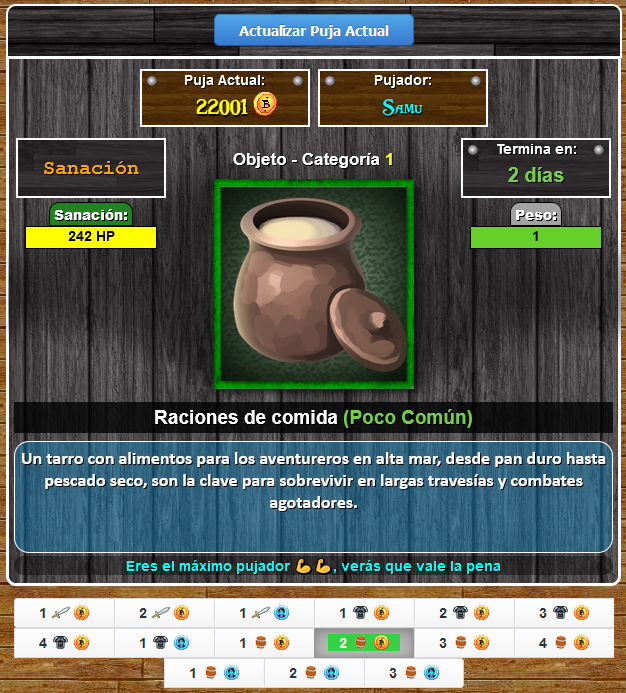 Actualizar Puja Actual
Puja Actual:
22001
Pujador:
Samu
Sanación
Objeto - Categoría 1
Termina en:
2 días
Sanación:
242 HP
Peso:
1
Raciones de comida (Poco Común)
Un tarro con alimentos para los aventureros en alta mar, desde pan duro hasta
pescado seco, son la clave para sobrevivir en largas travesías y combates
agotadores.
Eres el máximo pujador 💪💪, verás que vale la pena
1 2 1 1 2 3
4 1 1 2 3 4
1 2 3